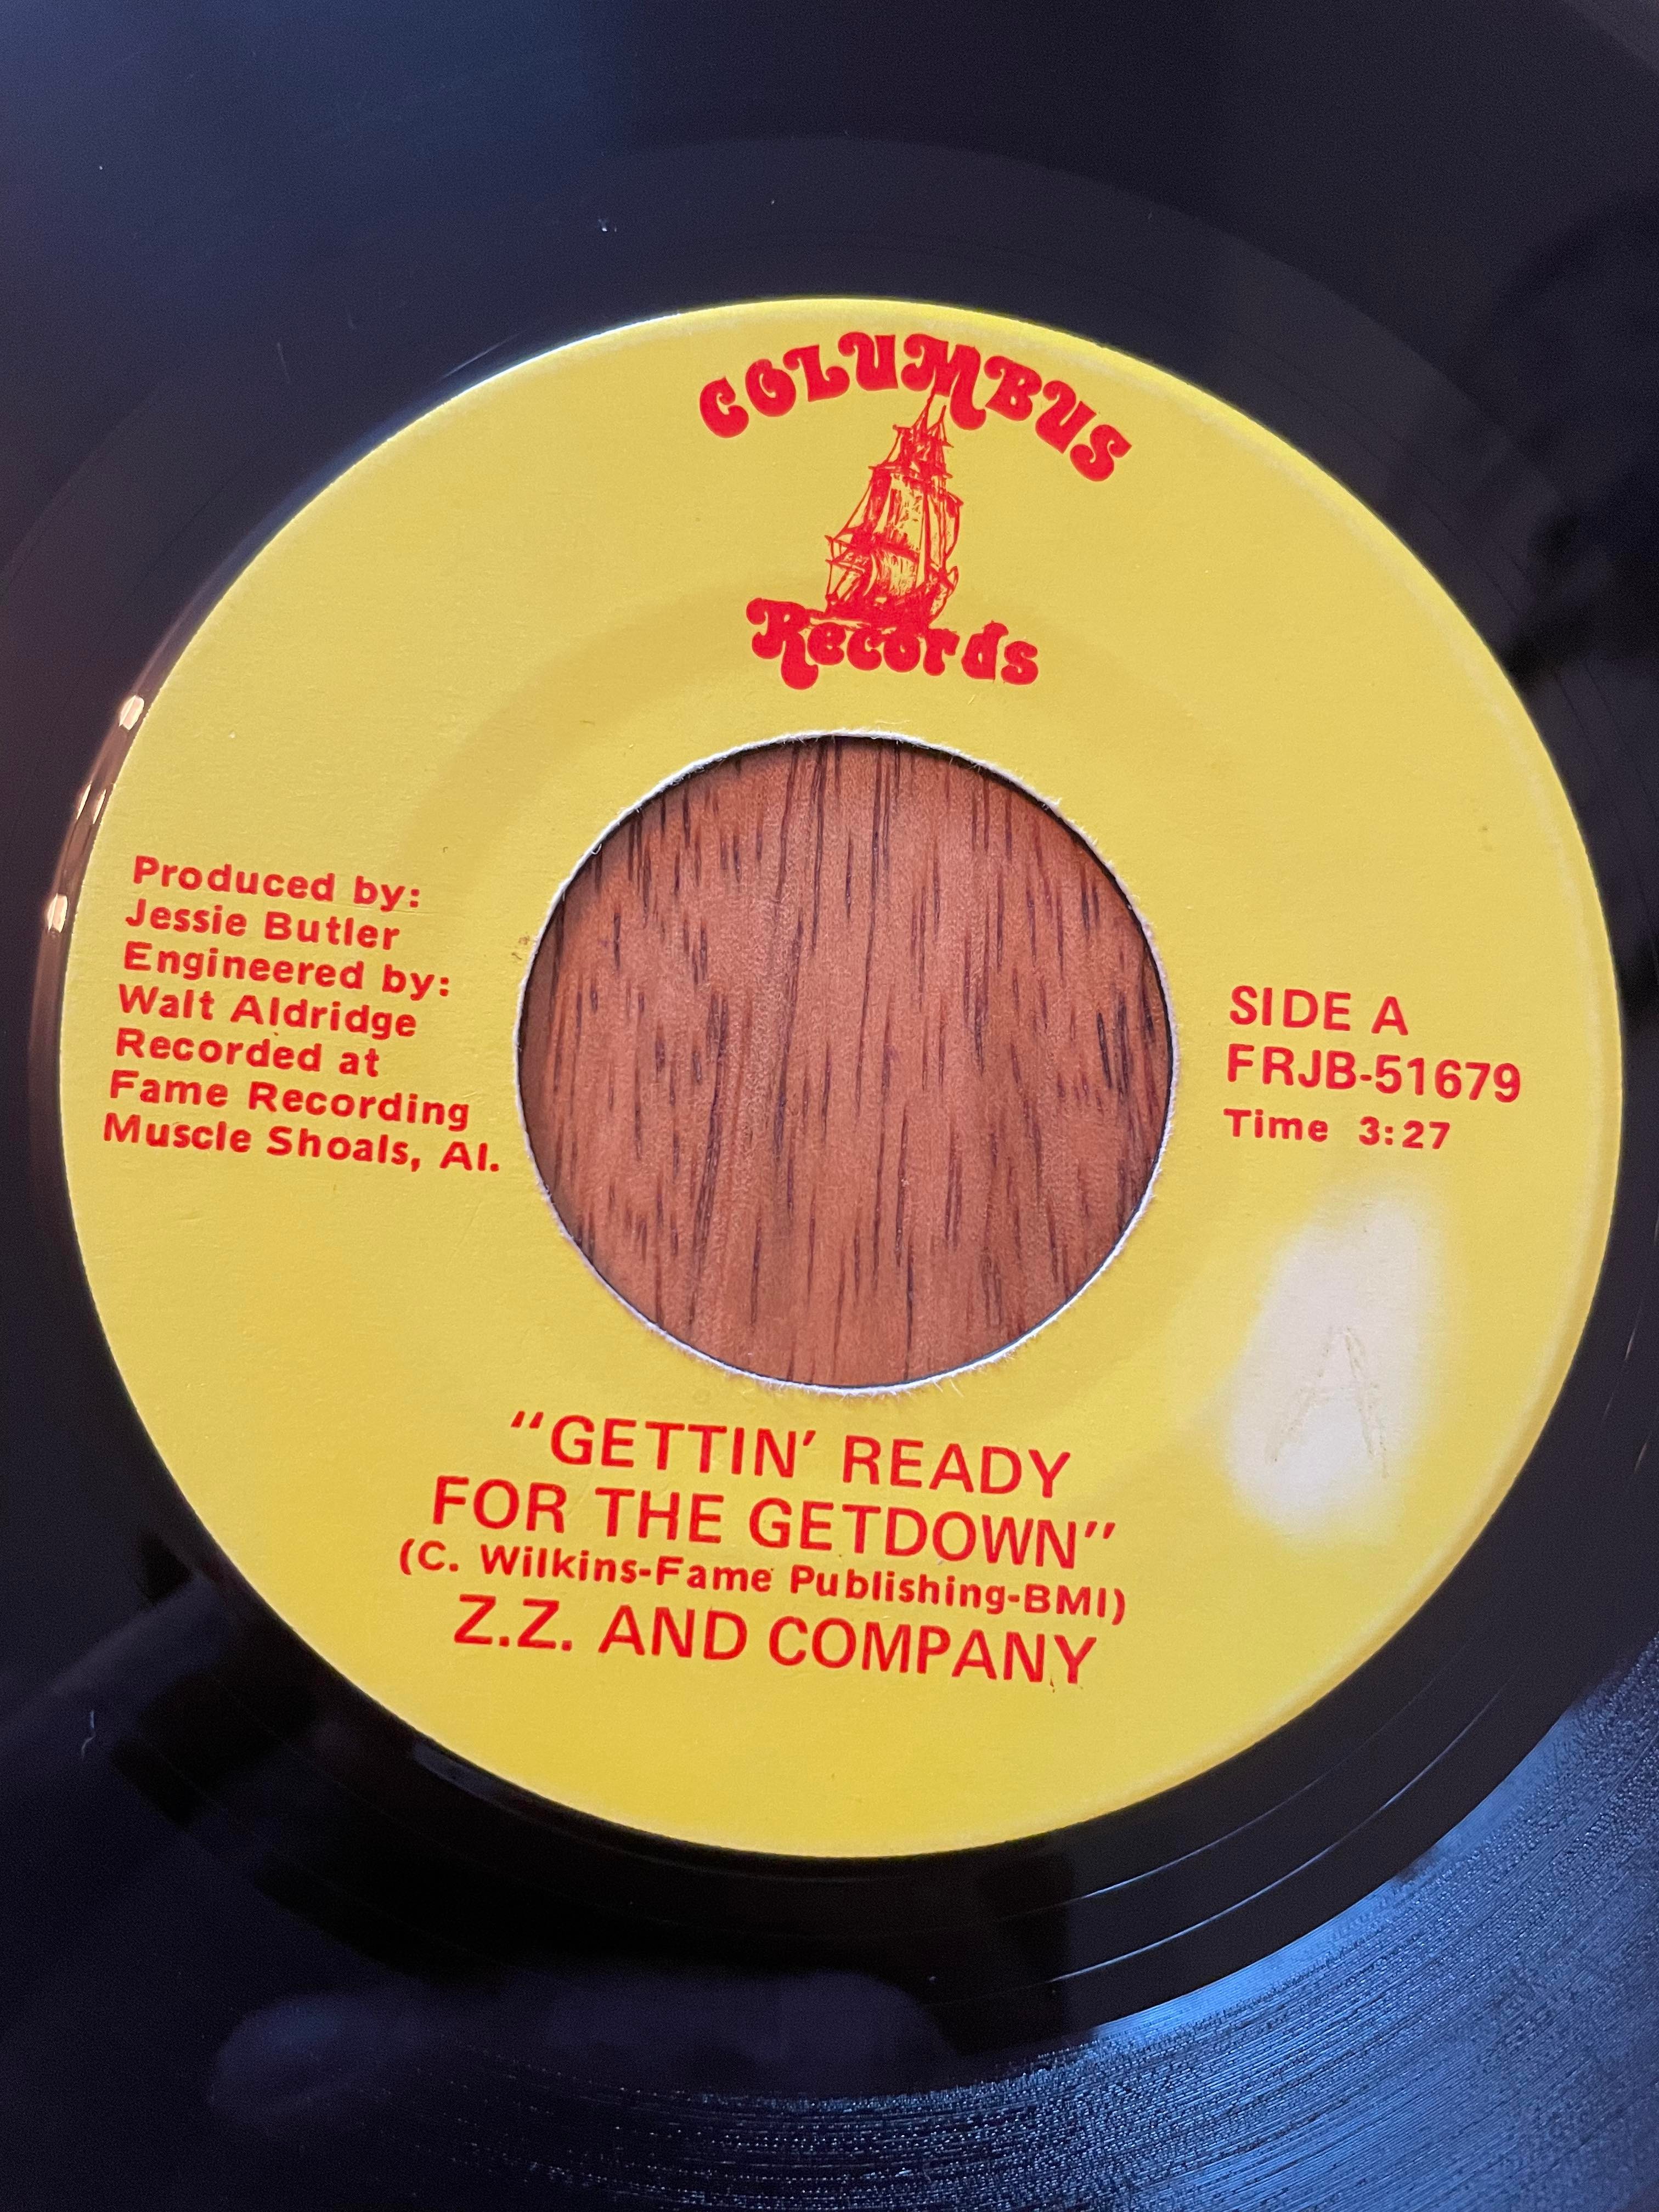 COLUMBUS
Records
Produced by:
Jessie Butler
Engineered by:
Walt Aldridge
Recorded at
Fame Recording
Muscle Shoals, Al.
SIDE A
FRJB-51679
Time 3:27
A
"GETTIN' READY
FOR THE GETDOWN"
(C. Wilkins-Fame Publishing-BMI)
Z.Z. AND COMPANY